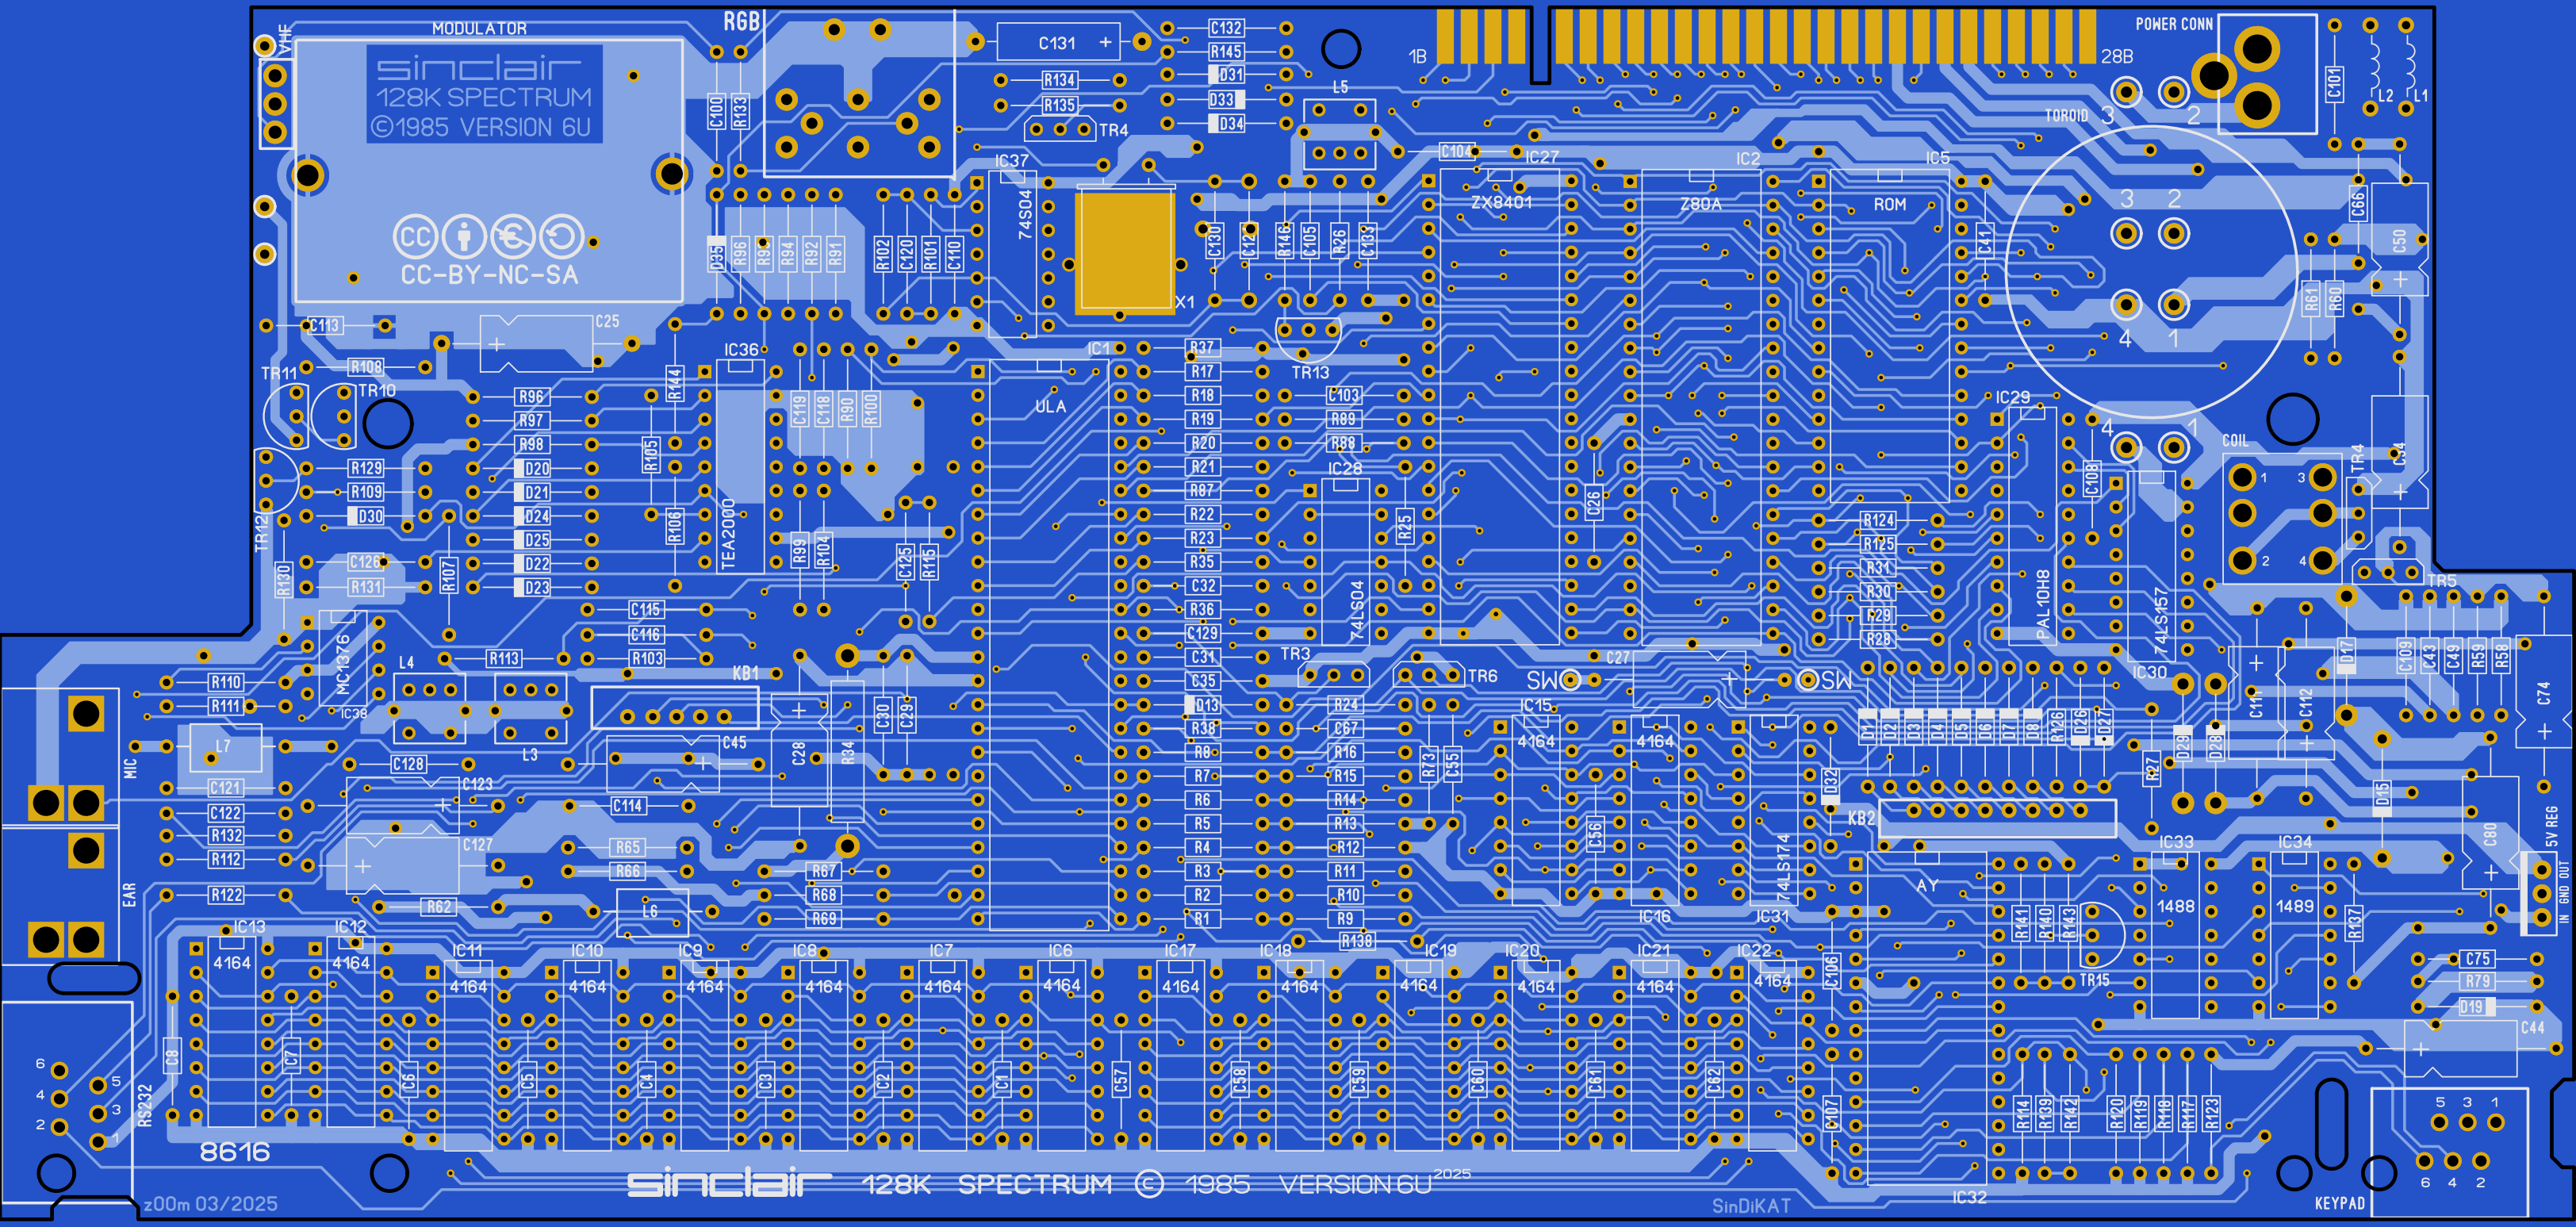 RGB
MODULATOR
VHF
sinclair
128K SPECTRUM
©1985 VERSION 6U
CC
CC-BY-NC-SA
C100
R133
C131 +
R134
R135
TR4
C132
R145
D31
D33
D34
L5
1B
28B
POWER CONN
C101
L2
L1
TOROID
3
2
3
2
4
1
4
1
C104
IC27
ZX8401
IC2
Z80A
IC5
ROM
C41
C66
C50
+
R61
R60
IC37
74S04
X1
C130
R146
C105
R26
C133
TR13
D35
R96
R94
R92
R91
R102
C120
R101
C110
C113
C25
+
R108
TR11
TR10
TR12
R129
R109
D30
C126
R131
R130
R107
R96
R97
R98
D20
D21
D24
D25
D22
D23
R144
R105
R106
IC36
TEA2000
C119
C118
R90
R100
R99
R104
C125
R115
IC1
ULA
R37
R17
R18
R19
R20
R21
R87
R22
R23
R35
C32
R36
C129
C31
C35
D13
R38
R8
R7
R6
R5
R4
R3
R2
R1
C103
R89
R88
IC28
74LS04
R25
C26
R124
R125
R31
R30
R29
R28
IC29
PAL10H8
C108
74LS157
IC30
COIL
1
3
2
4
TR4
C34
+
TR5
D17
C109
C43
C49
R59
R58
C74
+
MC1376
IC38
L4
L3
R113
C115
C116
R103
KB1
R110
R111
L7
MIC
C128
C45
+
C28
+
R34
C30
C29
C121
C122
R132
R112
R122
EAR
C123
+
C127
+
C114
R65
R66
R62
L6
R67
R68
R69
TR3
TR6
R24
C67
R16
R15
R14
R13
R12
R11
R10
R9
R138
R73
C55
C27
+
SW
SW
IC15
4164
C56
4164
IC16
74LS174
IC31
D32
D1
D2
D3
D4
D5
D6
D7
D8
R126
D26
D27
KB2
R27
D29
D28
C111
+
C112
+
D15
C80
+
5V REG
IN GND OUT
AY
IC32
R141
R140
R143
TR15
IC33
1488
IC34
1489
R137
C75
R79
D19
C44
+
IC13
4164
IC12
4164
IC11
4164
IC10
4164
IC9
4164
IC8
4164
IC7
4164
IC6
4164
IC17
4164
IC18
4164
IC19
4164
IC20
4164
IC21
4164
IC22
4164
C106
C107
C8
C7
C6
C5
C4
C3
C2
C1
C57
C58
C59
C60
C61
C62
R114
R139
R142
R120
R119
R118
R117
R123
6
4
2
5
3
1
RS232
8616
5 3 1
6 4 2
KEYPAD
z00m 03/2025
sinclair 128K SPECTRUM © 1985 VERSION 6U 2025
SinDiKAT